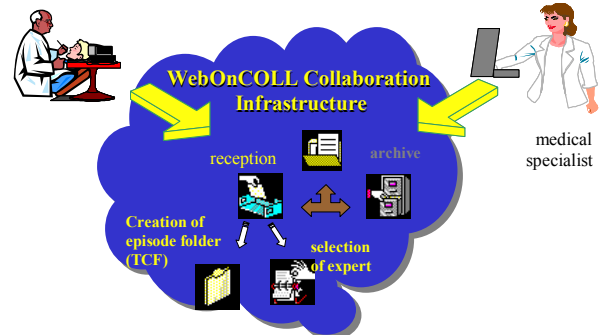 WebOnCOLL Collaboration
Infrastructure
reception
archive
medical
specialist
Creation of
episode folder
(TCF)
selection
of expert